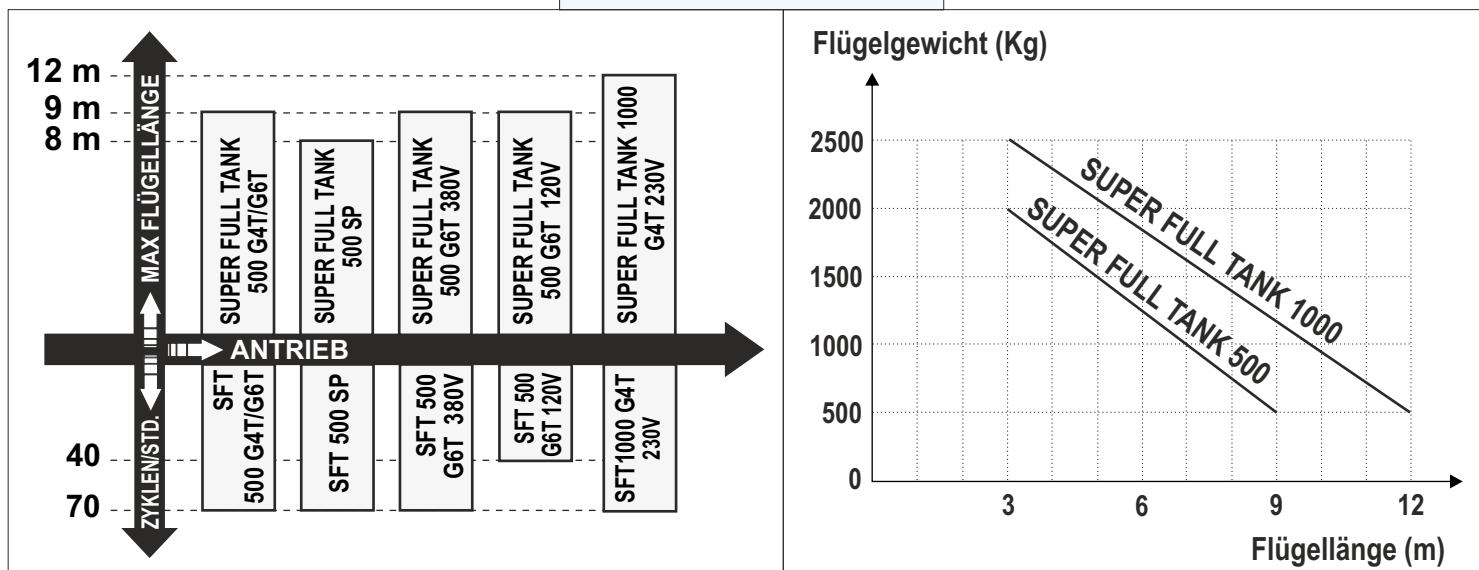 12 m
9 m
8 m
MAX FLÜGELLÄNGE
SUPER FULL TANK
500 G4T/G6T
SUPER FULL TANK
500 SP
SUPER FULL TANK
500 G6T 380V
SUPER FULL TANK
500 G6T 120V
SUPER FULL TANK 1000
G4T 230V
ANTRIEB
ZYKLEN/STD.
SFT
500 G4T/G6T
SFT 500 SP
SFT 500
G6T 380V
SFT 500
G6T 120V
SFT1000 G4T
230V
40
70
Flügelgewicht (Kg)
2500
2000
1500
1000
500
0
SUPER FULL TANK 1000
SUPER FULL TANK 500
3
6
9
12
Flügellänge (m)